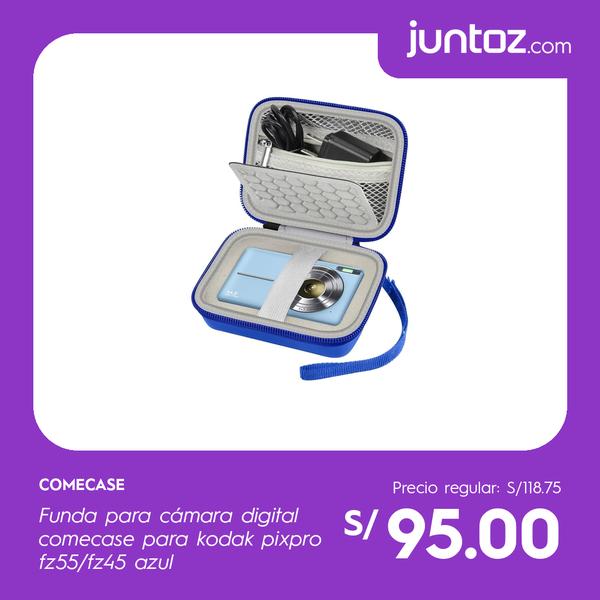 juntoz.com
COMECASE
Funda para cámara digital
comecase para kodak pixpro
fz55/fz45 azul
Precio regular: S/118.75
S/ 95.00